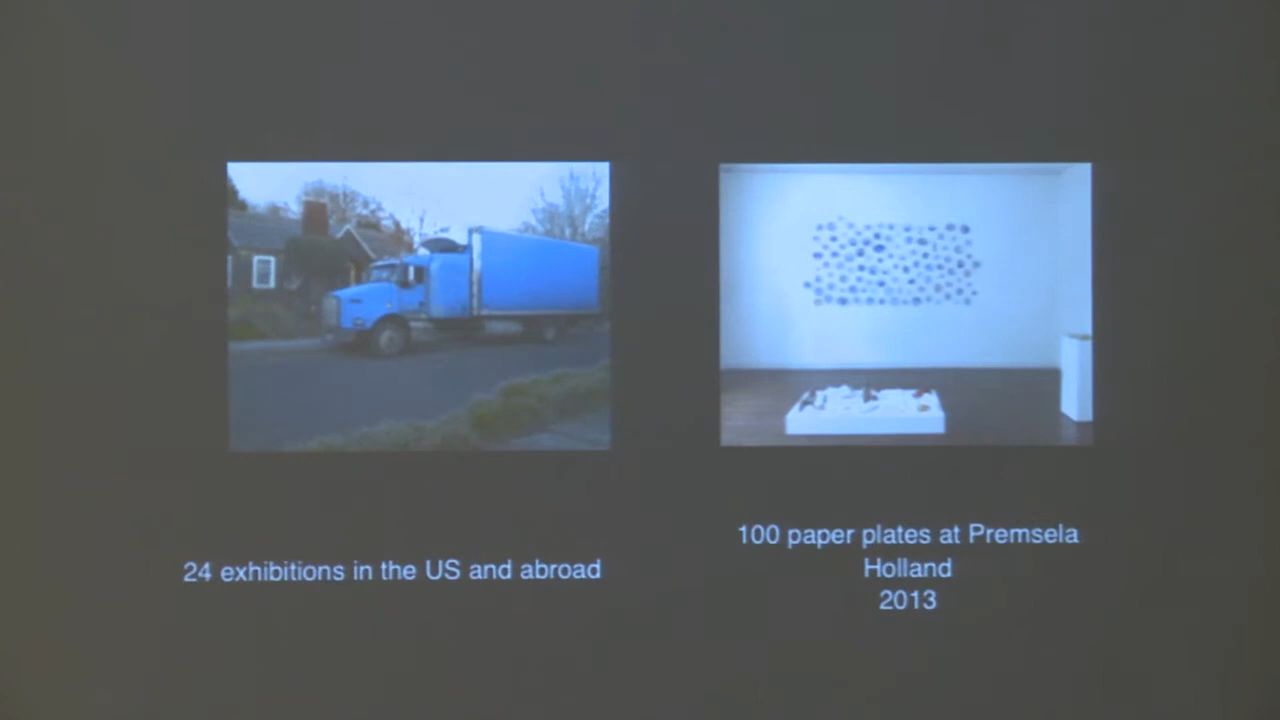 24 exhibitions in the US and abroad
100 paper plates at Premsela
Holland
2013